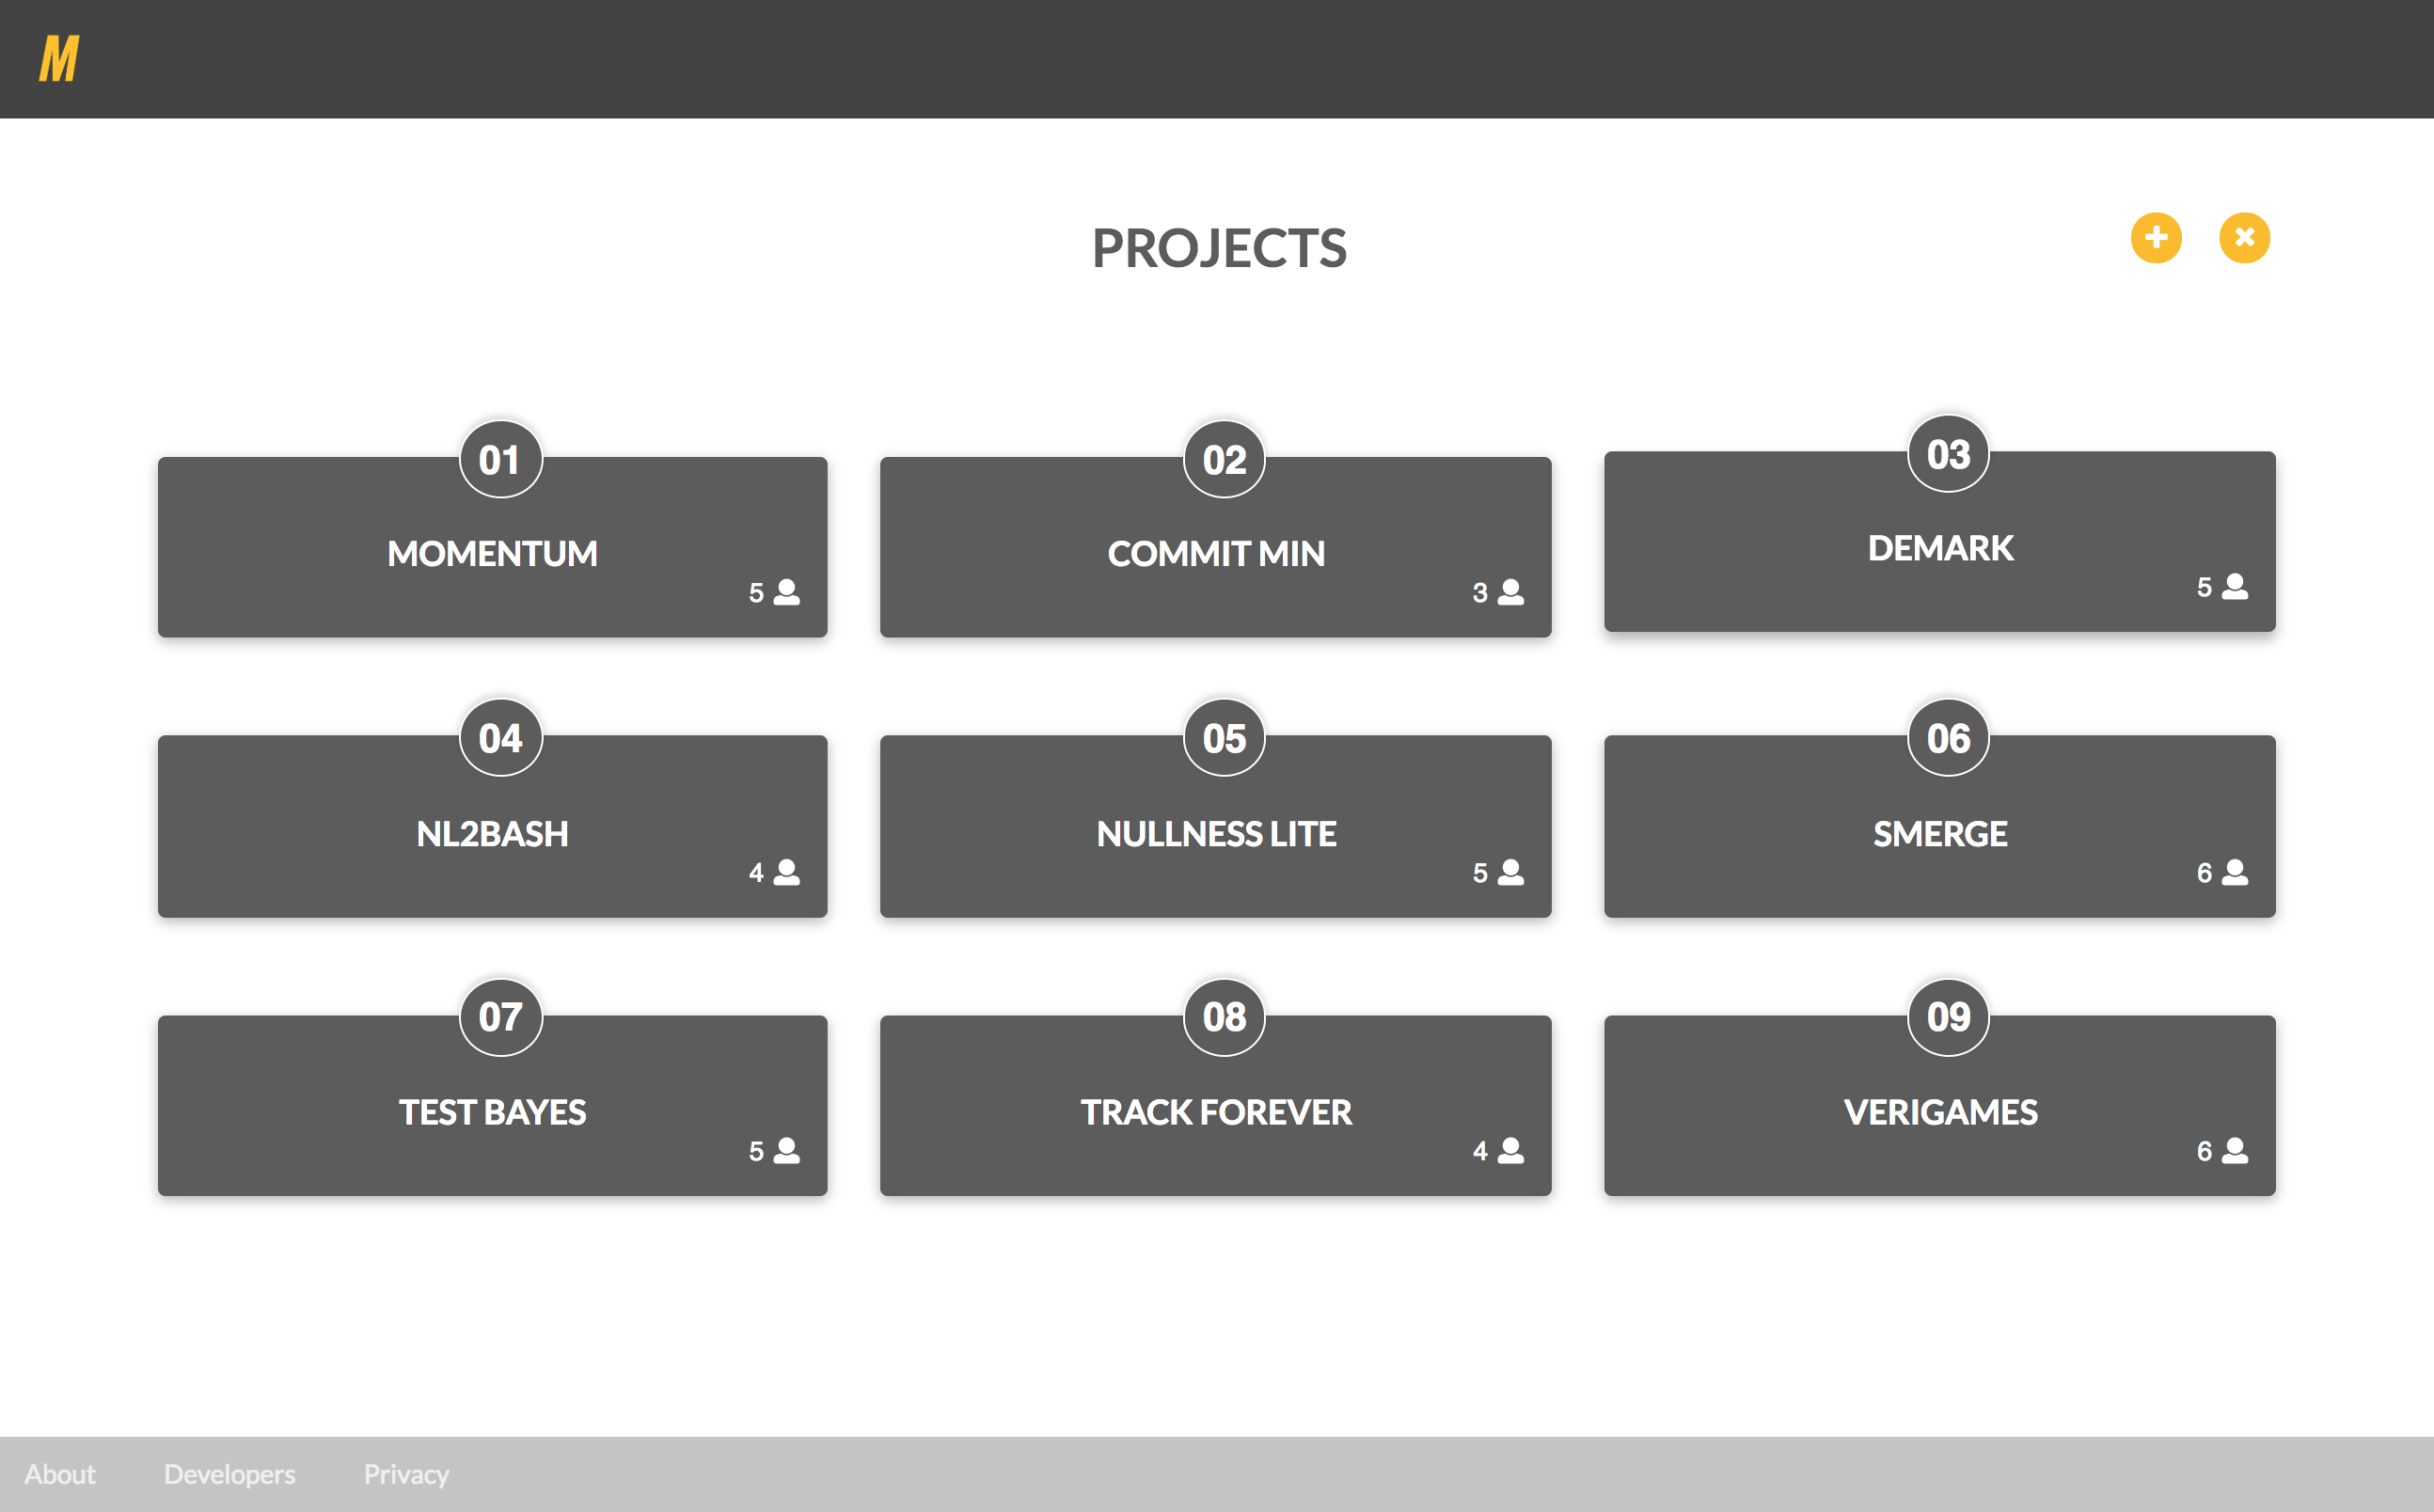 M
PROJECTS
01
MOMENTUM
5
02
COMMIT MIN
3
03
DEMARK
5
04
NL2BASH
4
05
NULLNESS LITE
5
06
SMERGE
6
07
TEST BAYES
5
08
TRACK FOREVER
4
09
VERIGAMES
6
About Developers Privacy